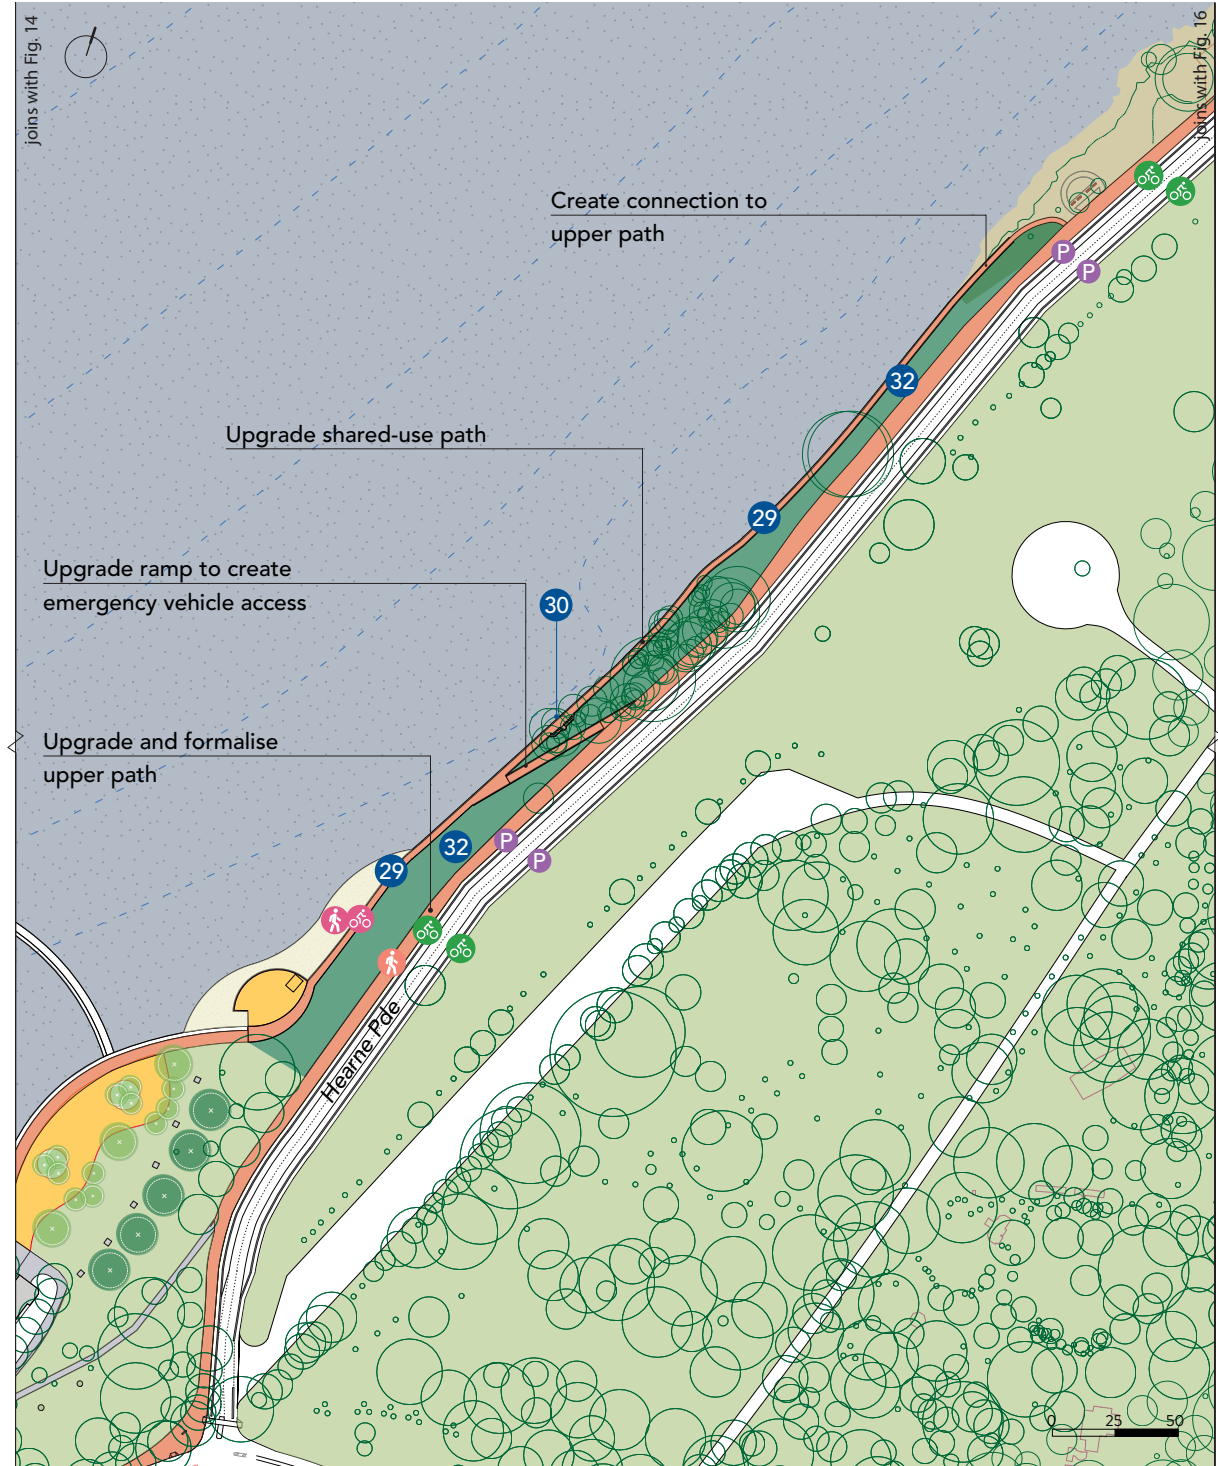 joins with Fig. 14
joins with Fig. 16
Create connection to
upper path
P
P
32
Upgrade shared-use path
29
Upgrade ramp to create
emergency vehicle access
30
Upgrade and formalise
upper path
P
P
32
29
Hearne Pde
0 25 50